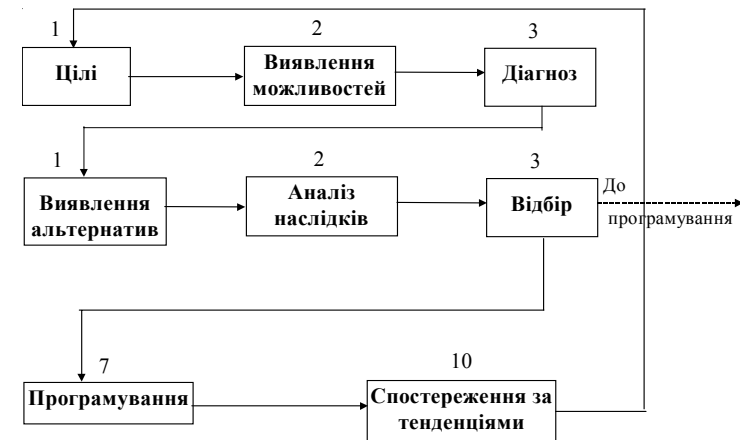 1
2
3
Цілі
Виявлення
можливостей
Діагноз
1
2
3
Виявлення
альтернатив
Аналіз
наслідків
Відбір
До
програмування
7
10
Програмування
Спостереження за
тенденціями